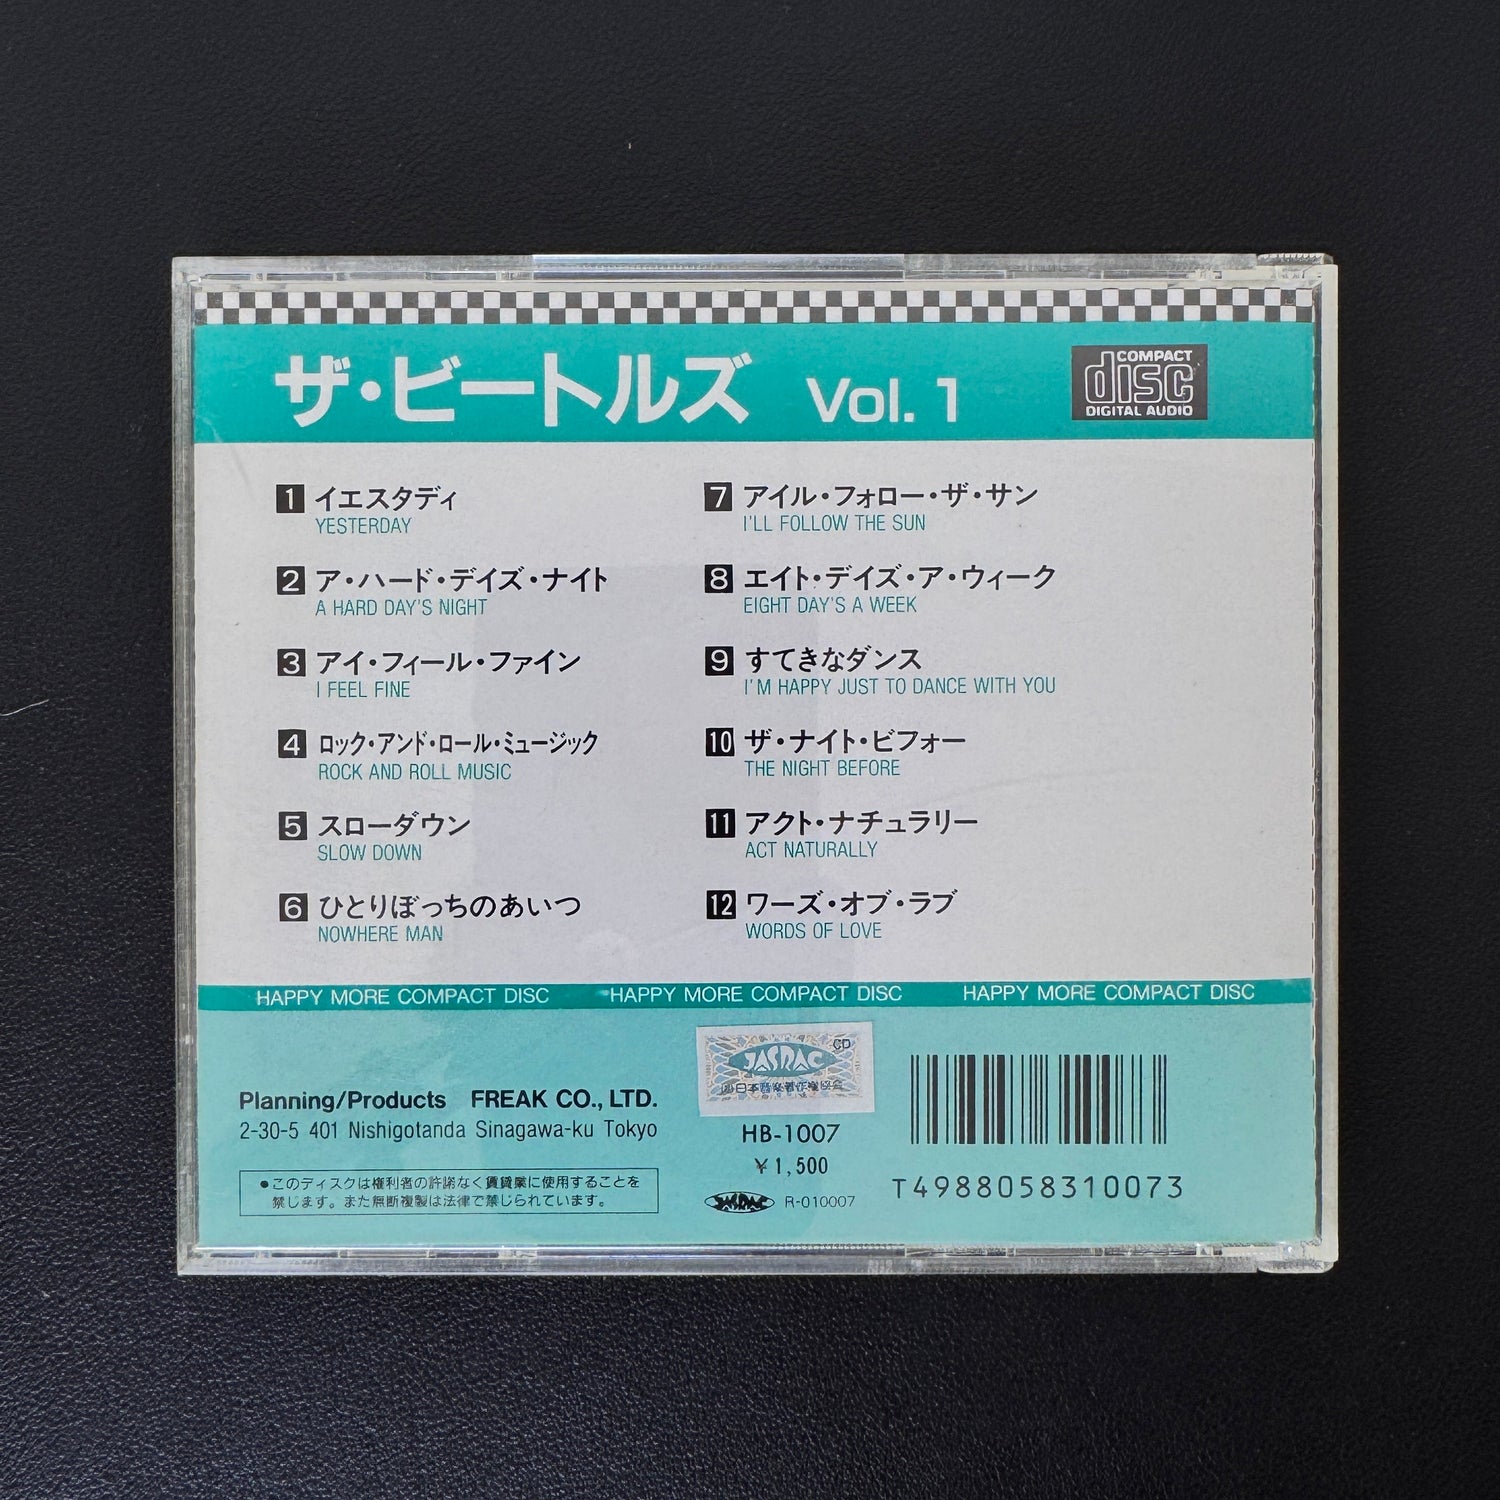 ザ・ビートルズ Vol. 1
COMPACT
disc
DIGITAL AUDIO
1 イエスタディ
YESTERDAY
2 ア・ハード・デイズ・ナイト
A HARD DAY'S NIGHT
3 アイ・フィール・ファイン
I FEEL FINE
4 ロック・アンド・ロール・ミュージック
ROCK AND ROLL MUSIC
5 スローダウン
SLOW DOWN
6 ひとりぼっちのあいつ
NOWHERE MAN
7 アイル・フォロー・ザ・サン
I'LL FOLLOW THE SUN
8 エイト・デイズ・ア・ウィーク
EIGHT DAY'S A WEEK
9 すてきなダンス
I'M HAPPY JUST TO DANCE WITH YOU
10 ザ・ナイト・ビフォー
THE NIGHT BEFORE
11 アクト・ナチュラリー
ACT NATURALLY
12 ワーズ・オブ・ラブ
WORDS OF LOVE
HAPPY MORE COMPACT DISC HAPPY MORE COMPACT DISC HAPPY MORE COMPACT DISC
Planning/Products FREAK CO., LTD.
2-30-5 401 Nishigotanda Sinagawa-ku Tokyo
●このディスクは権利者の許諾なく賃貸業に使用することを
禁じます。また無断複製は法律で禁じられています。
CD
JASRAC
HB-1007
¥1,500
JASRAC R-010007
T4988058310073